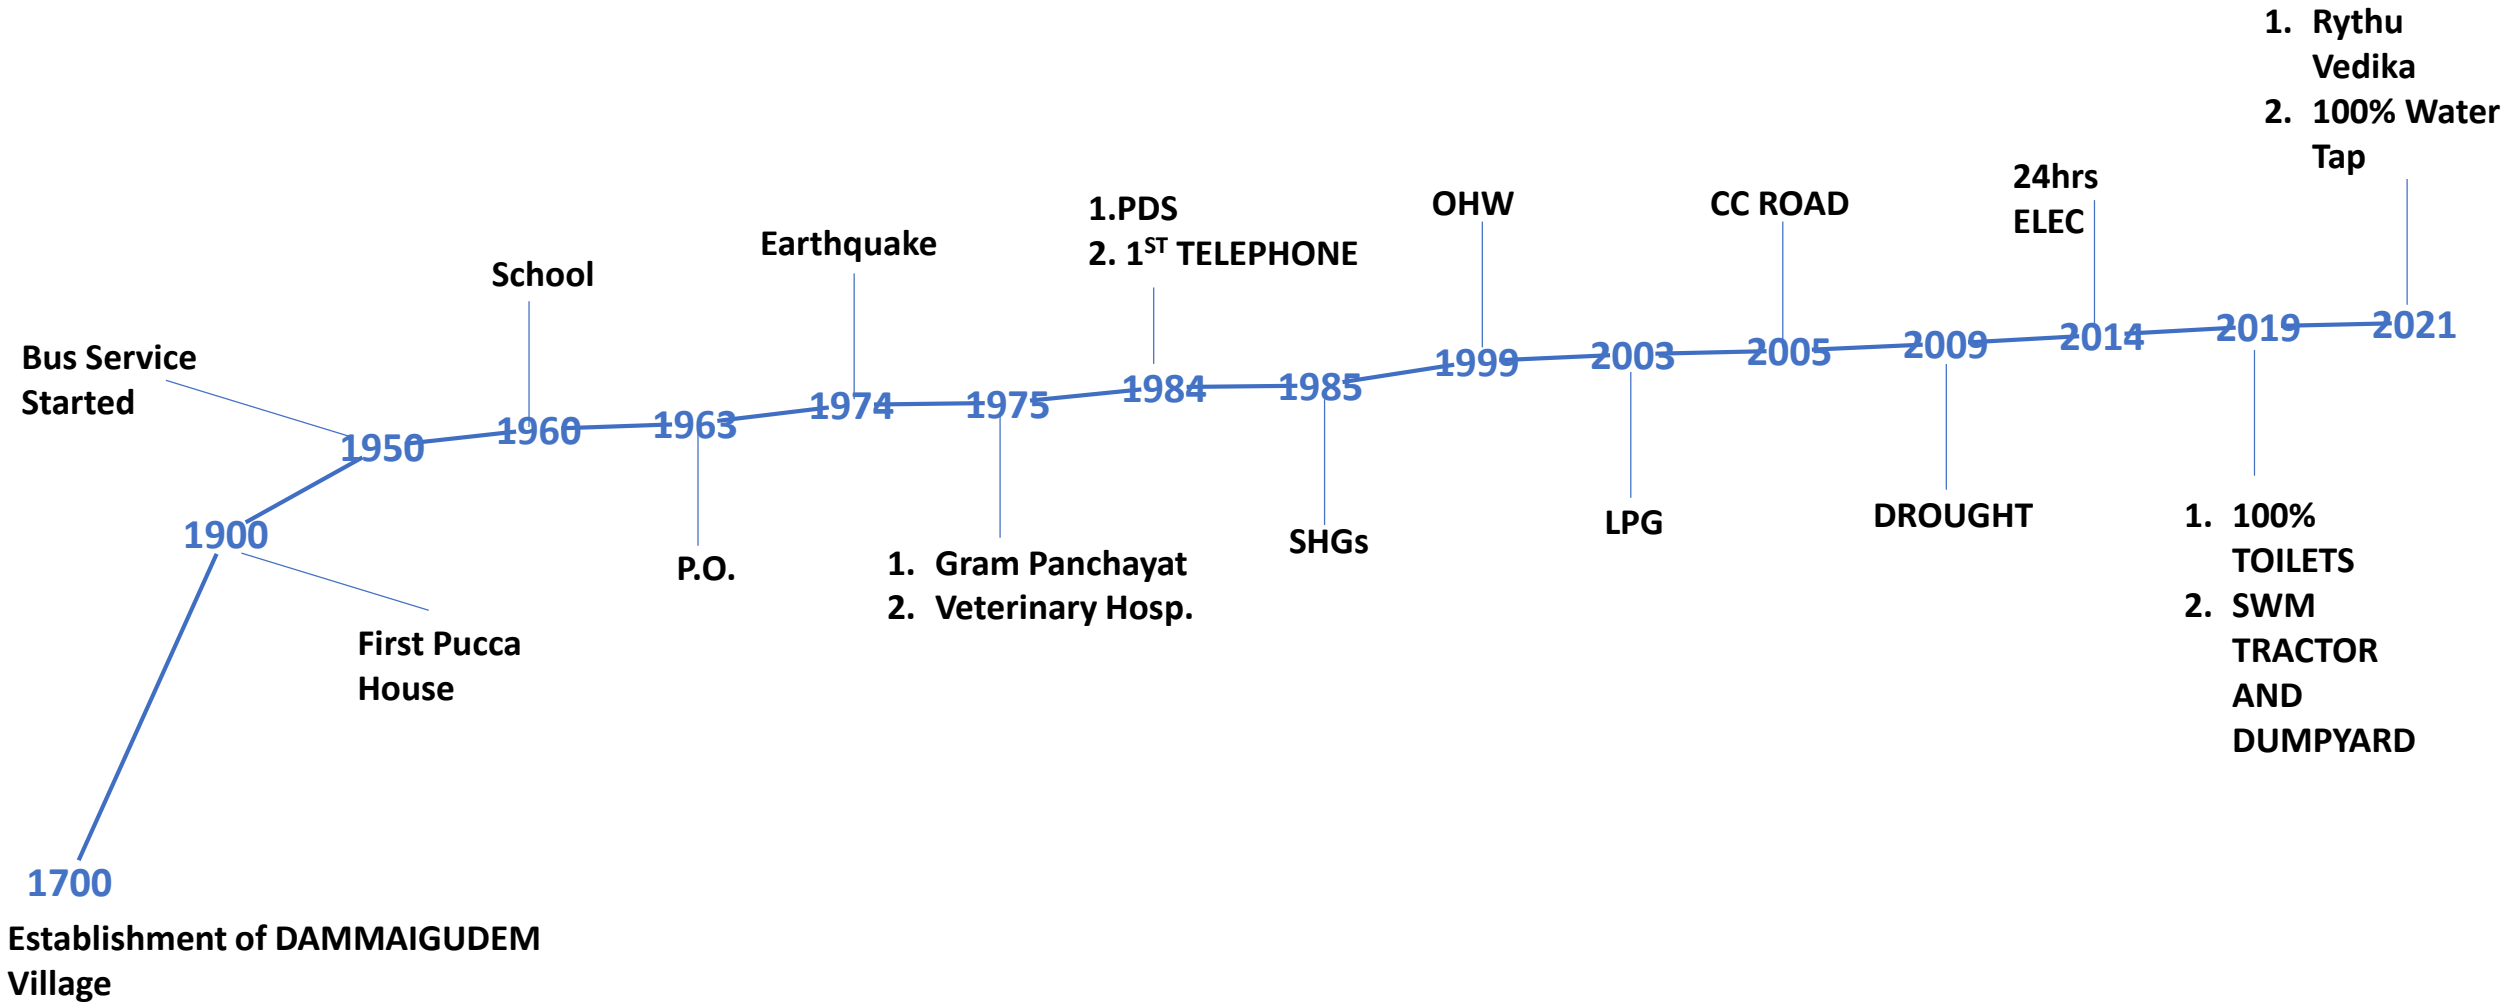 1. Rythu
Vedika
2. 100% Water
Tap
24hrs
ELEC
CC ROAD
OHW
1.PDS
2. 1ST TELEPHONE
Earthquake
School
Bus Service
Started
1700
1900
1950
1960
1963
1974
1975
1984
1985
1999
2003
2005
2009
2014
2019
2021
First Pucca
House
P.O.
1. Gram Panchayat
2. Veterinary Hosp.
SHGs
LPG
DROUGHT
1. 100%
TOILETS
2. SWM
TRACTOR
AND
DUMPYARD
Establishment of DAMMAIGUDEM
Village